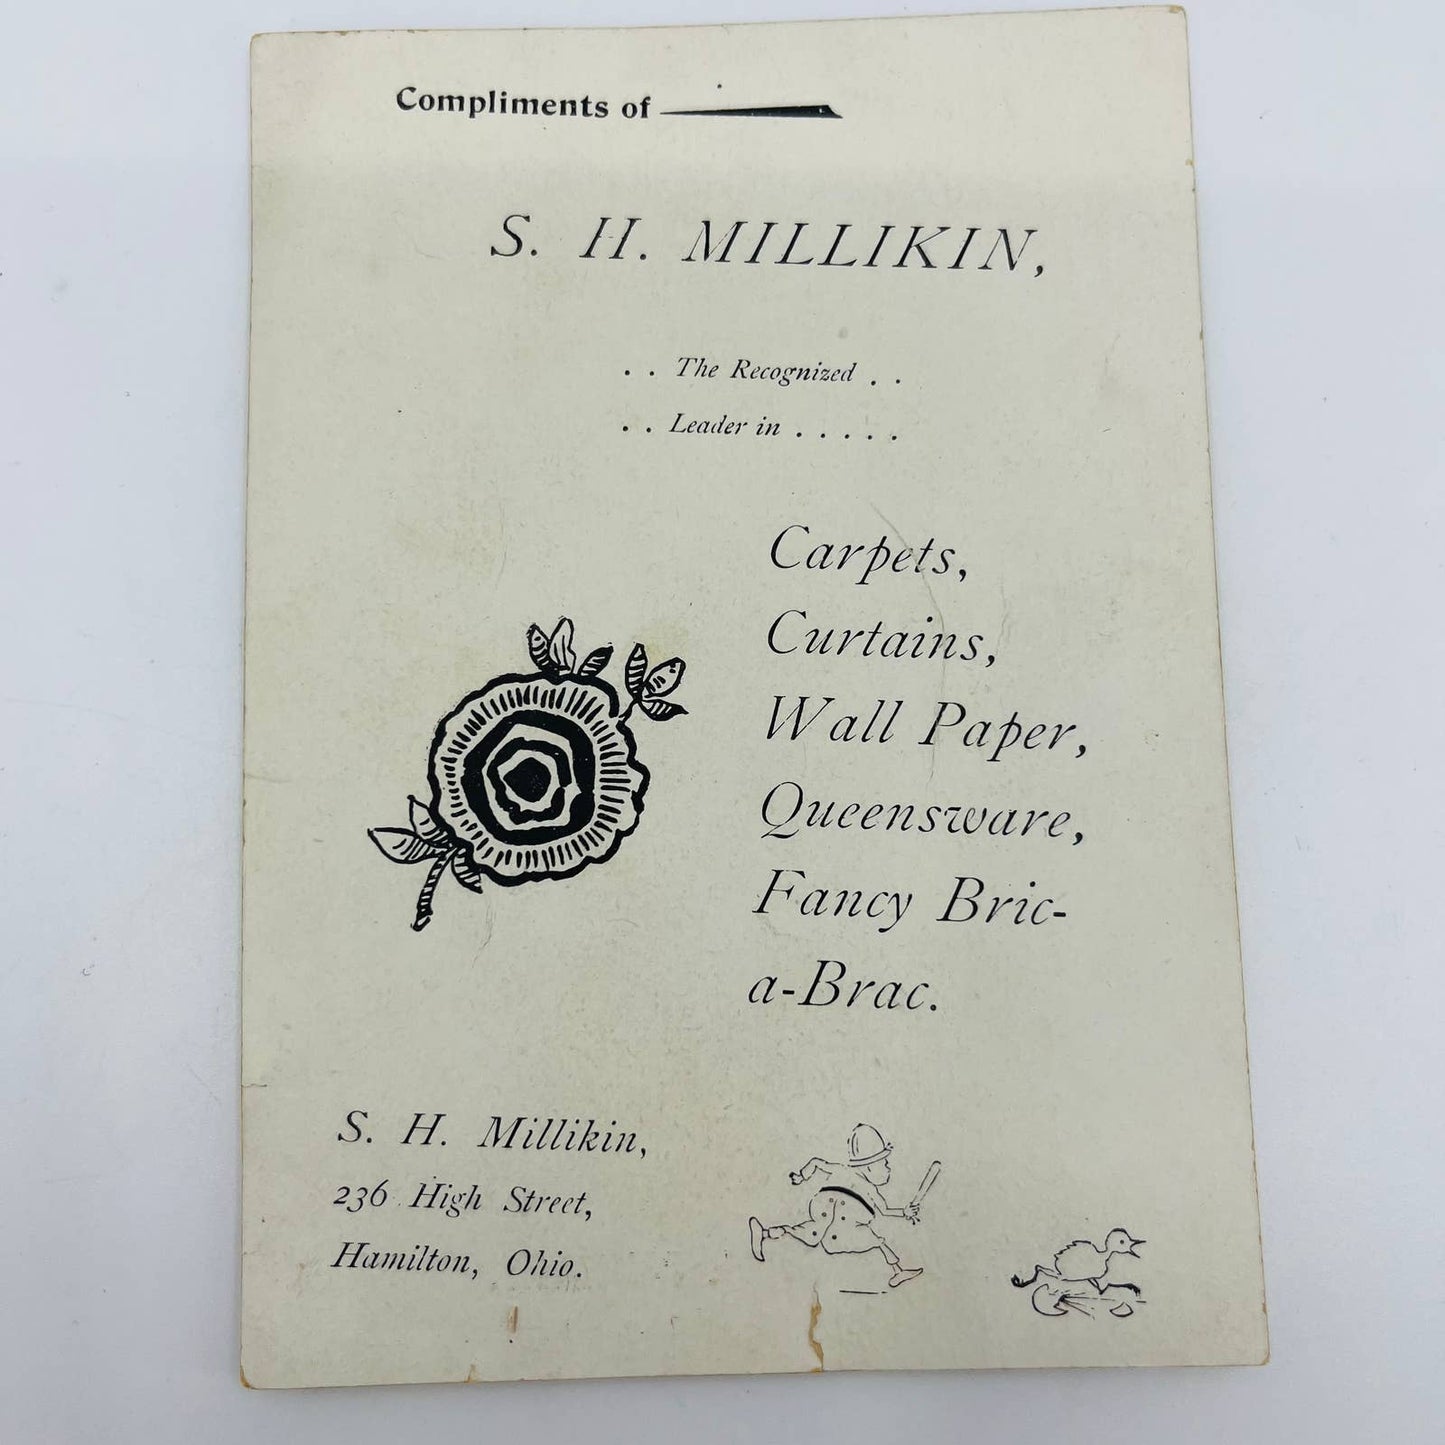 Compliments of
S. H. MILLIKIN,
. . The Recognized . .
. . Leader in . . . . .
Carpets,
Curtains,
Wall Paper,
Queensware,
Fancy Bric-
a-Brac.
S. H. Millikin,
236 High Street,
Hamilton, Ohio.